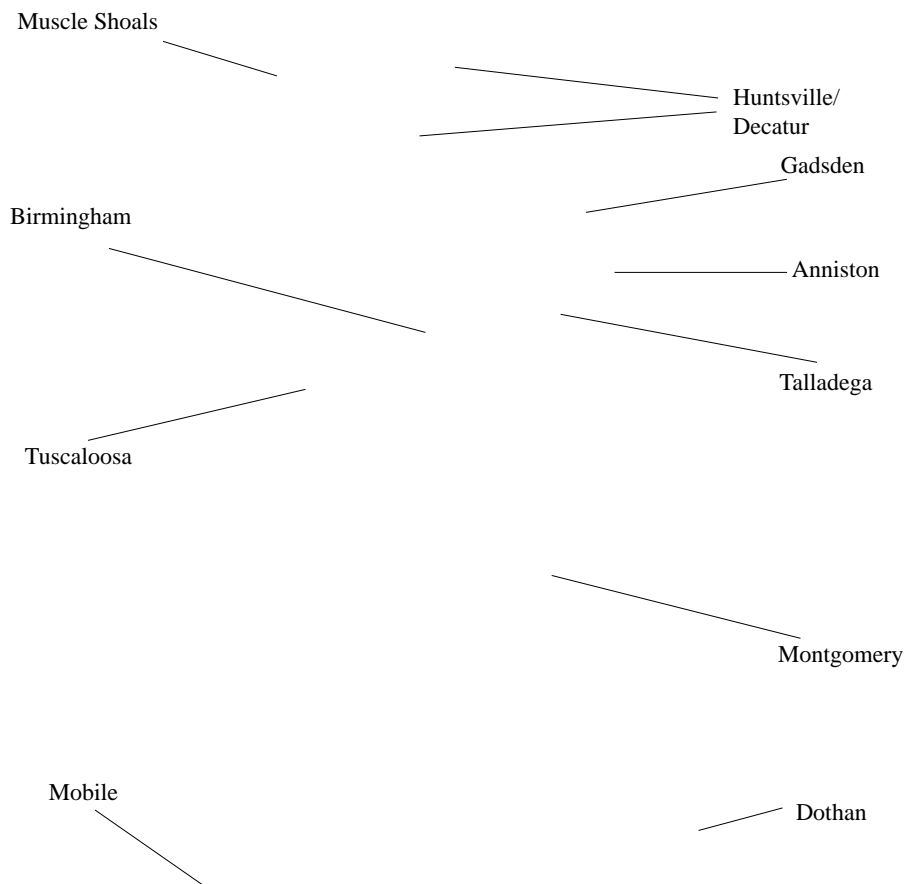 Muscle Shoals
Huntsville/
Decatur
Gadsden
Birmingham
Anniston
Talladega
Tuscaloosa
Montgomery
Mobile
Dothan